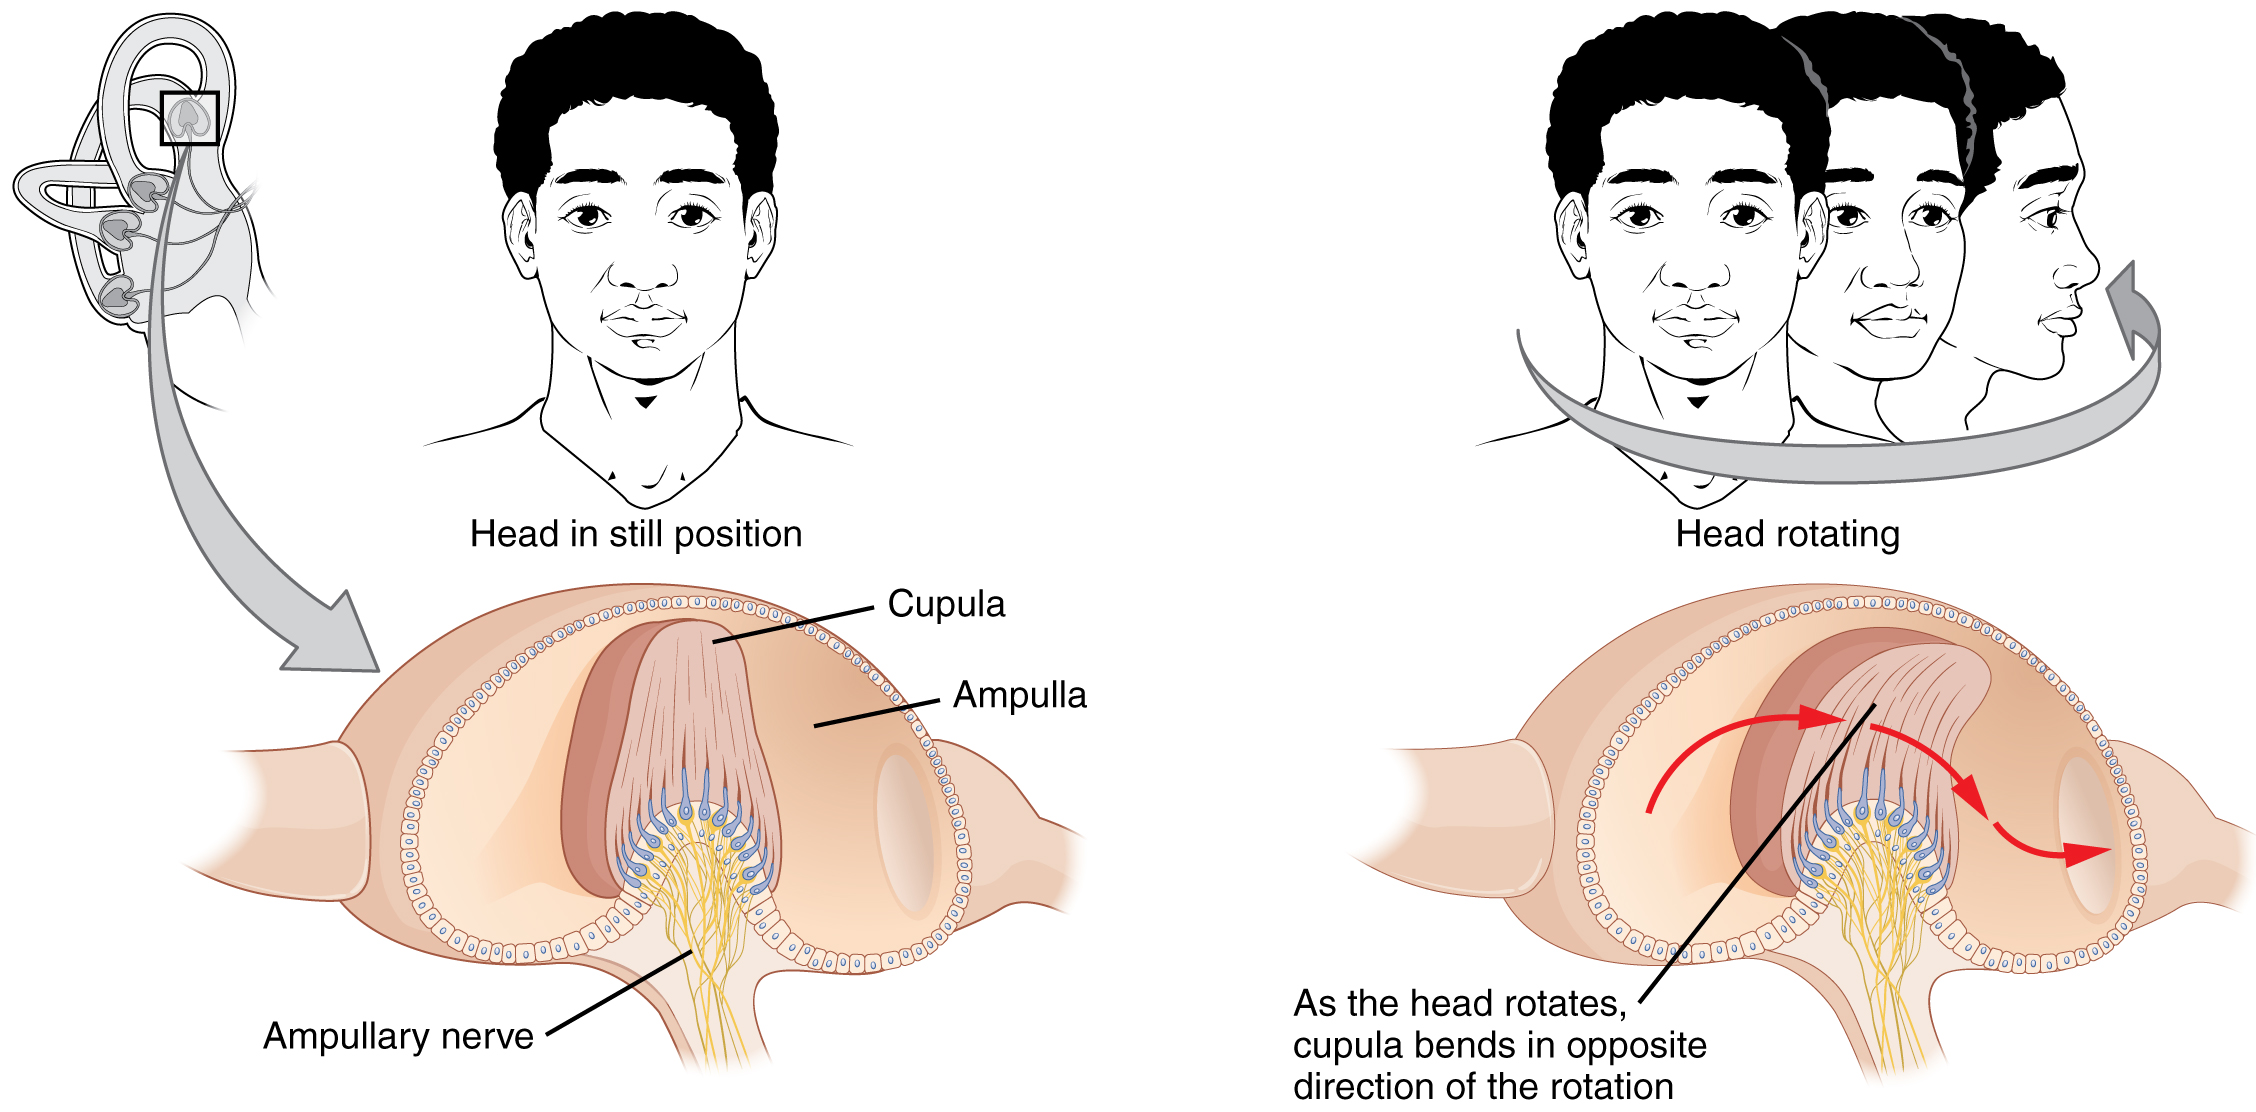 Head in still position
Head rotating
Cupula
Ampulla
Ampullary nerve
As the head rotates,
cupula bends in opposite
direction of the rotation